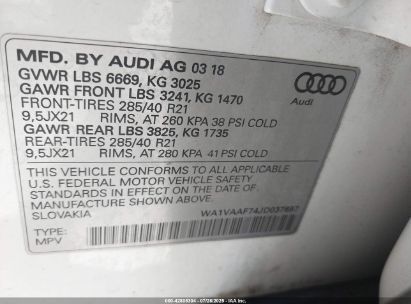 MFD. BY AUDI AG 03 18
GVWR LBS 6669, KG 3025
GAWR FRONT LBS 3241, KG 1470
FRONT-TIRES 285/40 R21
9,5JX21 RIMS, AT 260 KPA 38 PSI COLD
GAWR REAR LBS 3825, KG 1735
REAR-TIRES 285/40 R21
9,5JX21 RIMS, AT 280 KPA 41 PSI COLD
THIS VEHICLE CONFORMS TO ALL APPLICABLE
U.S. FEDERAL MOTOR VEHICLE SAFETY
STANDARDS IN EFFECT ON THE DATE OF
MANUFACTURE SHOWN ABOVE.
SLOVAKIA
TYPE:
MPV